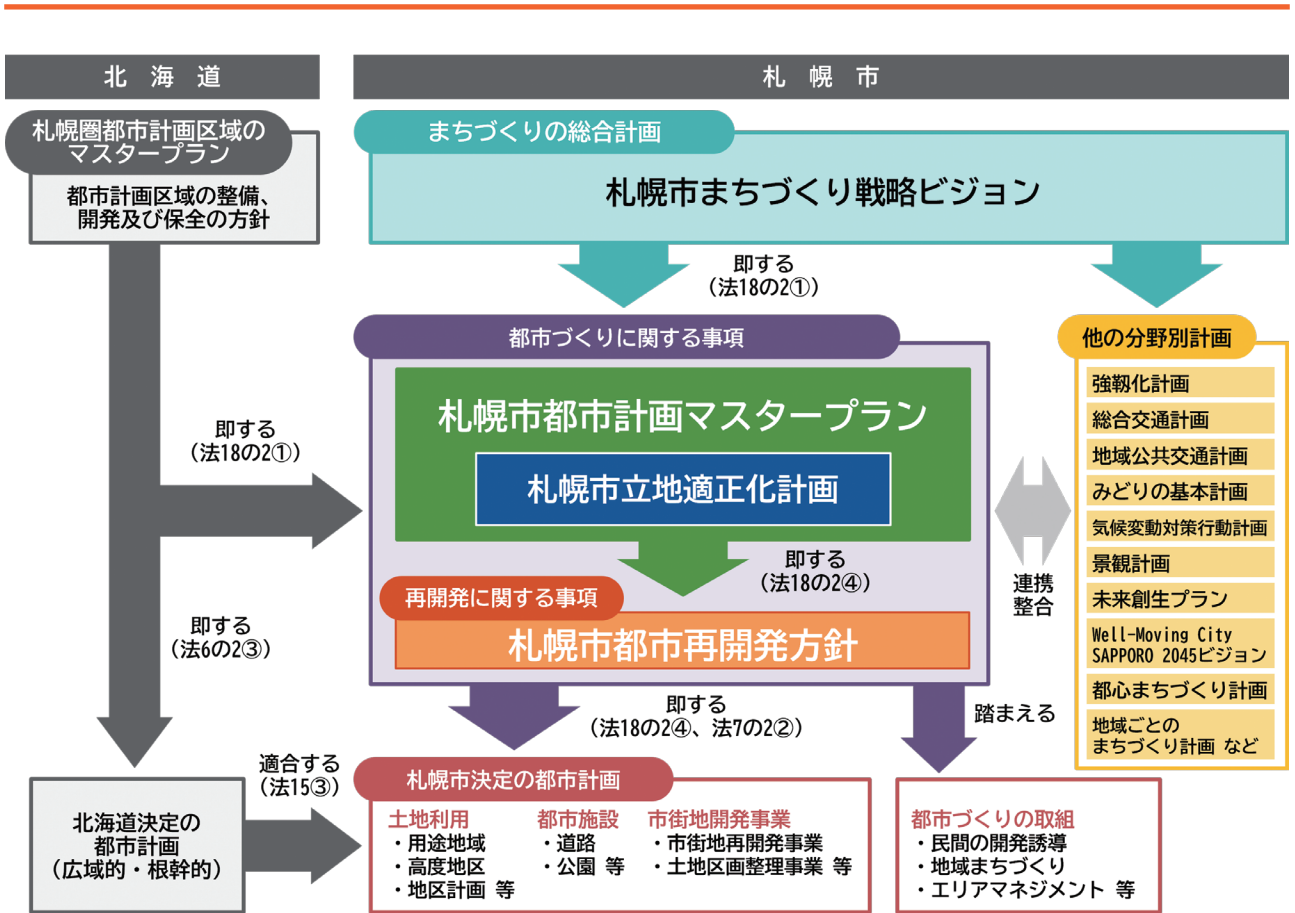 北海道
札幌市
札幌圏都市計画区域の
マスタープラン
都市計画区域の整備、
開発及び保全の方針
まちづくりの総合計画
札幌市まちづくり戦略ビジョン
即する
(法18の2①)
即する
(法18の2①)
都市づくりに関する事項
札幌市都市計画マスタープラン
札幌市立地適正化計画
即する
(法18の2④)
再開発に関する事項
札幌市都市再開発方針
連携
整合
他の分野別計画
強靱化計画
総合交通計画
地域公共交通計画
みどりの基本計画
気候変動対策行動計画
景観計画
未来創生プラン
Well-Moving City
SAPPORO 2045ビジョン
都心まちづくり計画
地域ごとの
まちづくり計画 など
即する
(法6の2③)
即する
(法18の2④、法7の2②)
踏まえる
北海道決定の
都市計画
(広域的・根幹的)
適合する
(法15③)
札幌市決定の都市計画
土地利用
・用途地域
・高度地区
・地区計画 等
都市施設
・道路
・公園 等
市街地開発事業
・市街地再開発事業
・土地区画整理事業 等
都市づくりの取組
・民間の開発誘導
・地域まちづくり
・エリアマネジメント 等